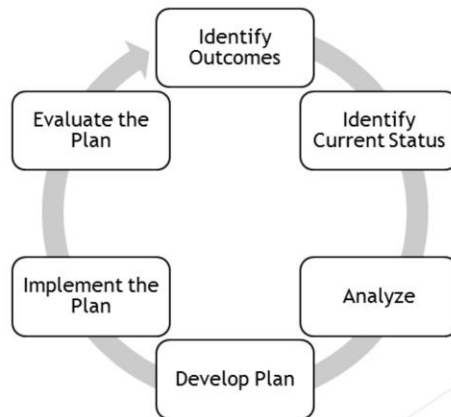 Identify
Outcomes
Identify
Current Status
Analyze
Develop Plan
Implement the
Plan
Evaluate the
Plan